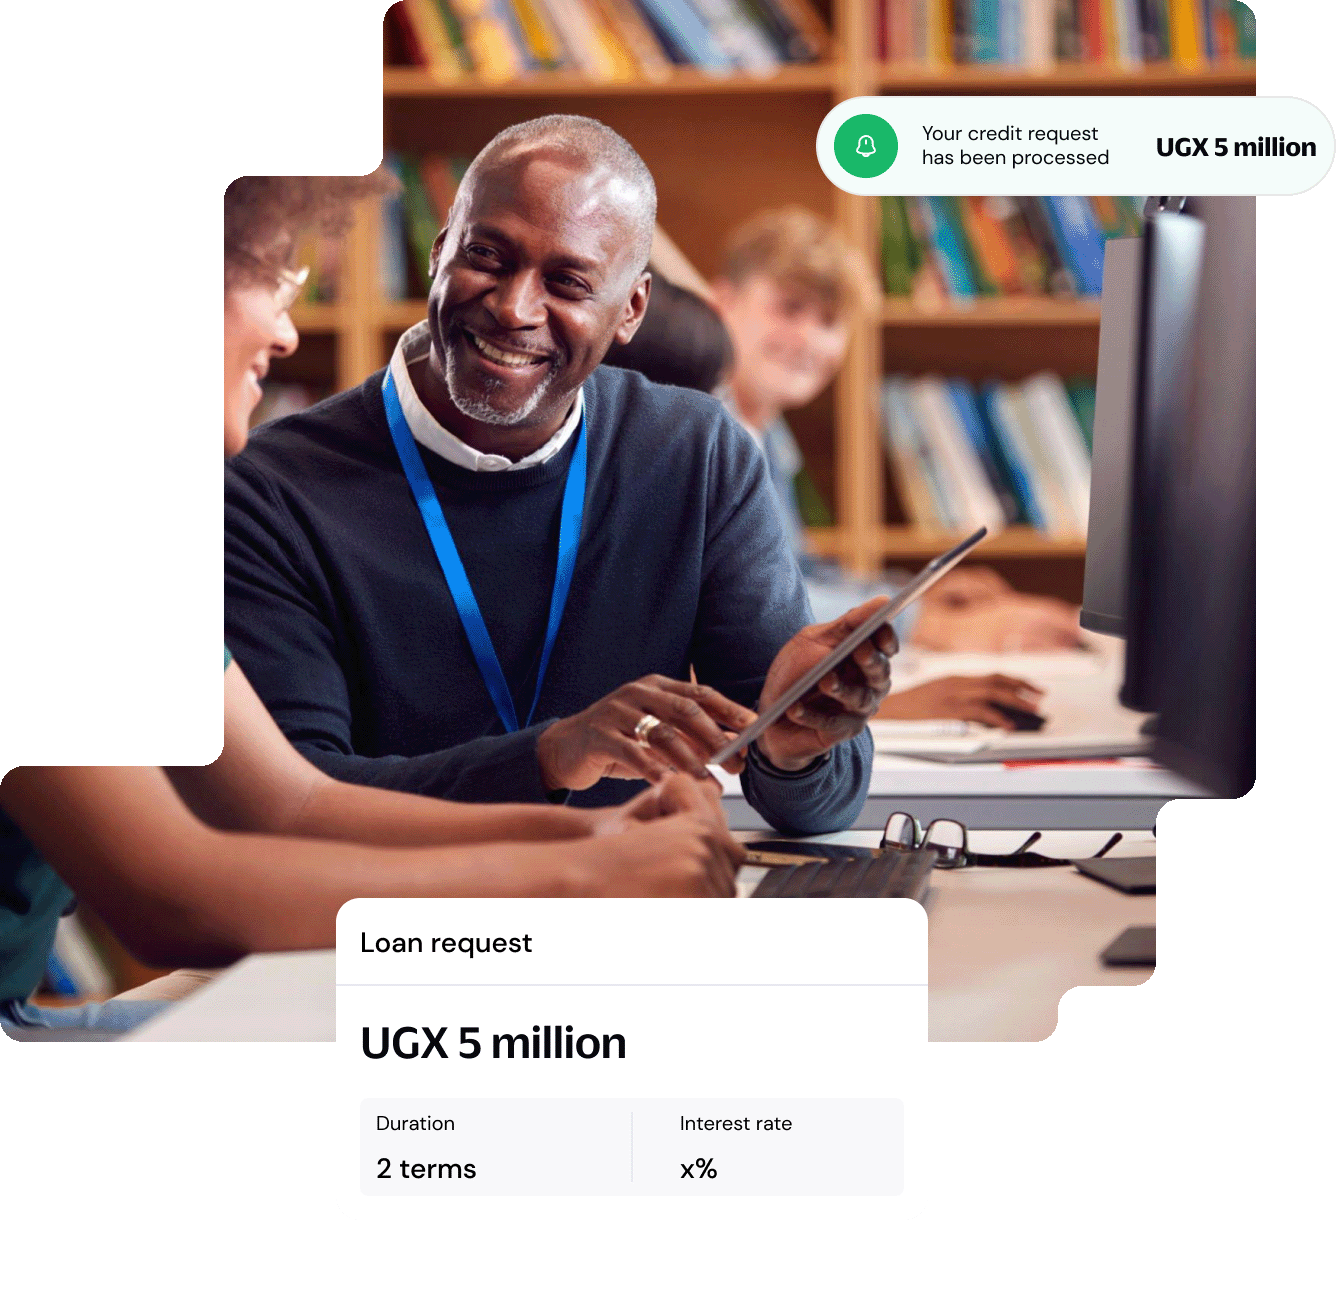 Your credit request
has been processed
UGX 5 million
Loan request
UGX 5 million
Duration
Interest rate
2 terms
x%